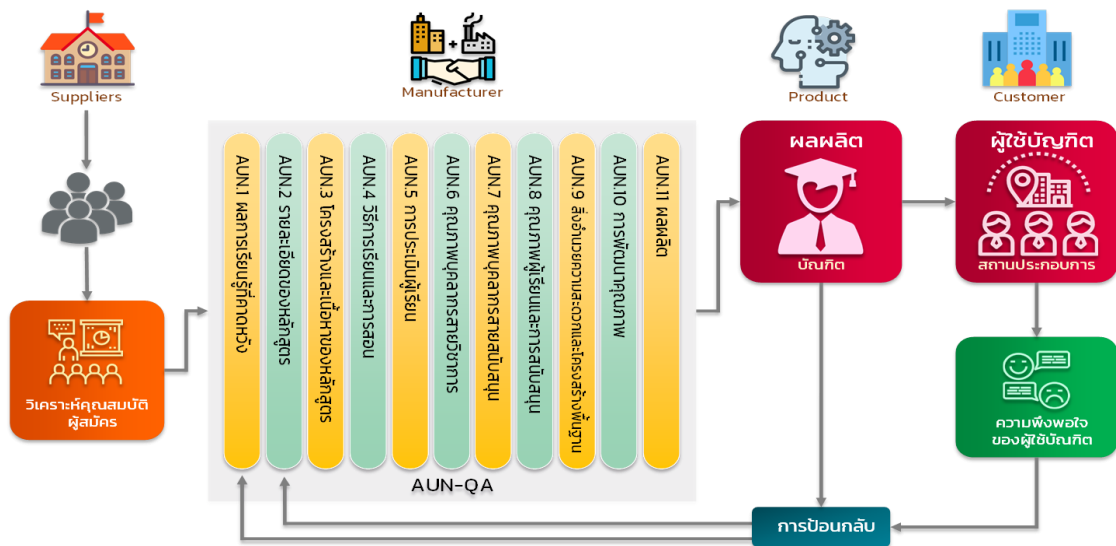 Suppliers
Manufacturer
Product
Customer
วิเคราะห์คุณสมบัติ
ผู้สมัคร
AUN.1 ผลการเรียนรู้ที่คาดหวัง
AUN.2 รายละเอียดของหลักสูตร
AUN.3 โครงสร้างและเนื้อหาของหลักสูตร
AUN.4 วิธีการเรียนและการสอน
AUN.5 การประเมินผู้เรียน
AUN.6 คุณภาพบุคลากรสายวิชาการ
AUN.7 คุณภาพบุคลากรสายสนับสนุน
AUN.8 คุณภาพผู้เรียนและการสนับสนุน
AUN.9 สิ่งอำนวยความสะดวกและโครงสร้างพื้นฐาน
AUN.10 การพัฒนาคุณภาพ
AUN.11 ผลผลิต
AUN-QA
ผลผลิต
บัณฑิต
ผู้ใช้บัณฑิต
สถานประกอบการ
ความพึงพอใจ
ของผู้ใช้บัณฑิต
การป้อนกลับ